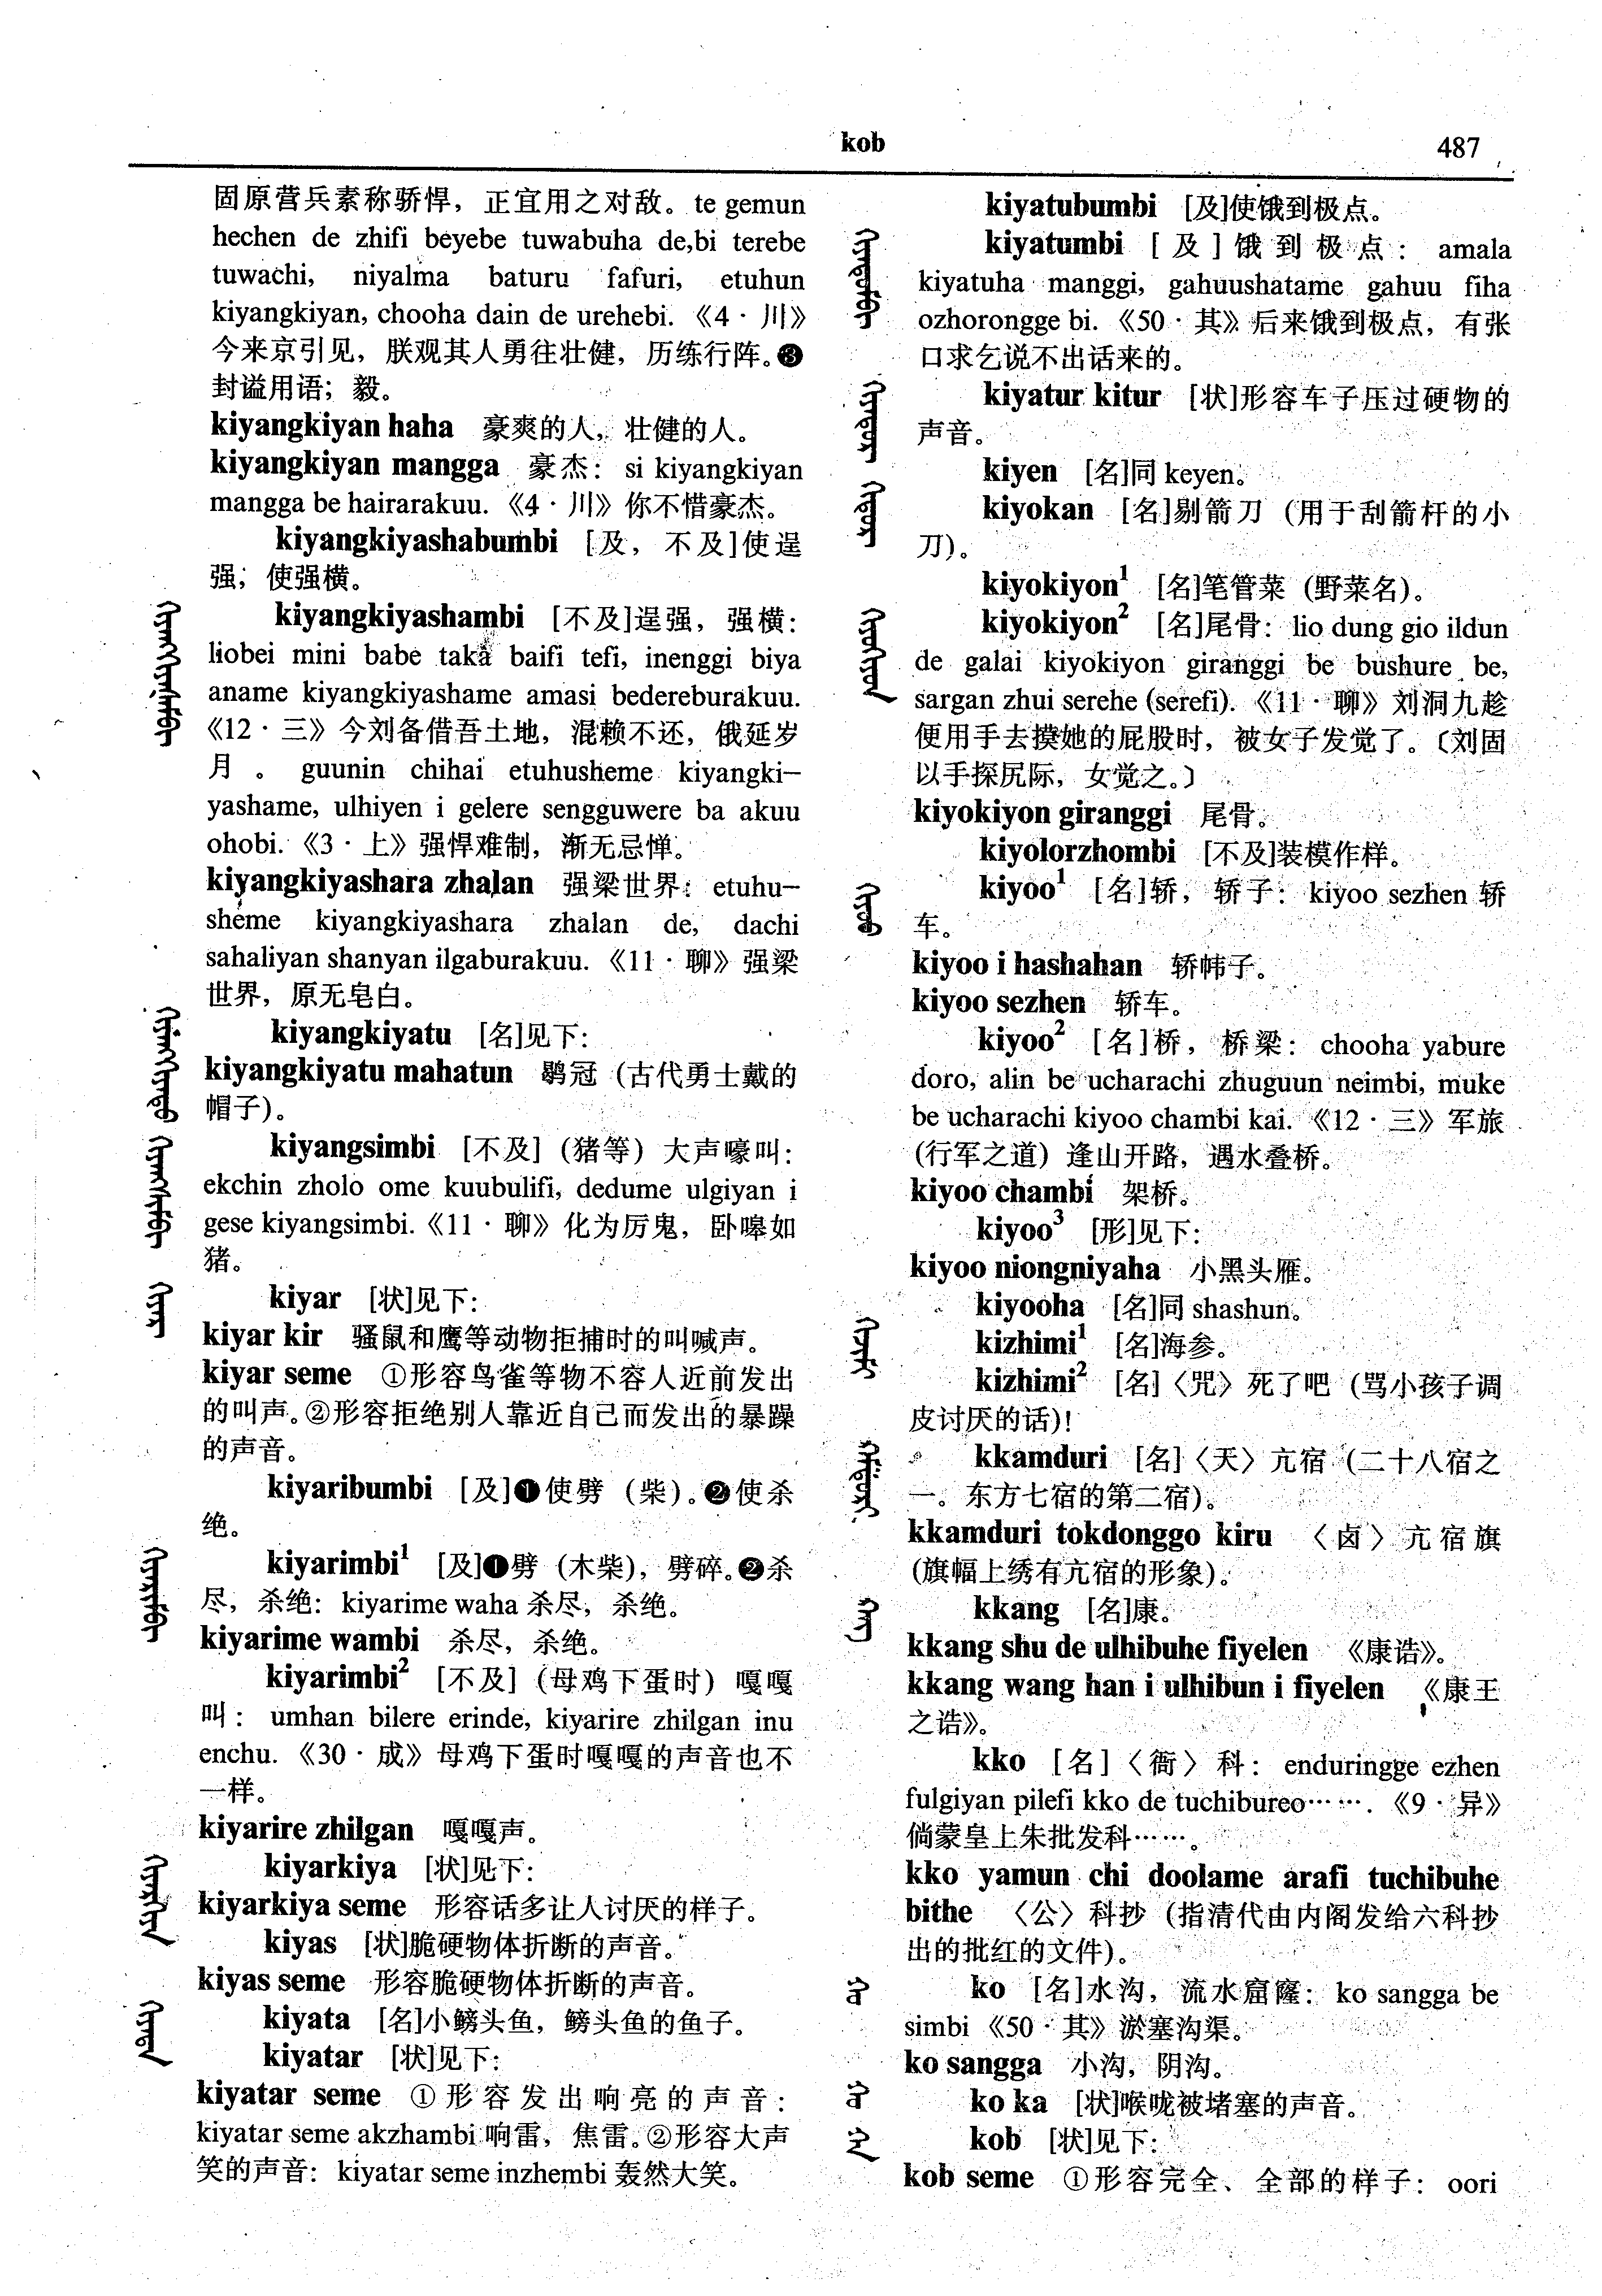 kob
487
固原营兵素称骄悍，正宜用之对敌。te gemun
hechen de zhifi beyebe tuwabuha de,bi terebe
tuwachi, niyalma baturu fafuri, etuhun
kiyangkiyan, chooha dain de urehebi.《4·川》
今来京引见，朕观其人勇往壮健，历练行阵。❸
封谥用语；毅。
kiyangkiyan haha 豪爽的人，壮健的人。
kiyangkiyan mangga 豪杰：si kiyangkiyan
mangga be hairarakuu.《4·川》你不惜豪杰。
kiyangkiyashabumbi [及，不及]使逞
强；使强横。
kiyangkiyashambi [不及]逞强，强横：
liobei mini babe taka baifi tefi, inenggi biya
aname kiyangkiyashame amasi bedereburakuu.
《12·三》今刘备借吾土地，混赖不还，俄延岁
月。guunin chihai etuhusheme kiyangki–
yashame, ulhiyen i gelere sengguwere ba akuu
ohobi.《3·上》强悍难制，渐无忌惮。
kiyangkiyashara zhalan 强梁世界：etuhu–
sheme kiyangkiyashara zhalan de, dachi
sahaliyan shanyan ilgaburakuu.《11·聊》强梁
世界，原无皂白。
kiyangkiyatu [名]见下：
kiyangkiyatu mahatun 鹖冠（古代勇士戴的
帽子）。
kiyangsimbi [不及]（猪等）大声嚎叫：
ekchin zholo ome kuubulifi, dedume ulgiyan i
gese kiyangsimbi.《11·聊》化为厉鬼，卧嗥如
猪。
kiyar [状]见下：
kiyar kir 骚鼠和鹰等动物拒捕时的叫喊声。
kiyar seme ①形容鸟雀等物不容人近前发出
的叫声。②形容拒绝别人靠近自己而发出的暴躁
的声音。
kiyaribumbi [及]❶使劈（柴）。❷使杀
绝。
kiyarimbi¹ [及]❶劈（木柴），劈碎。❷杀
尽，杀绝：kiyarime waha 杀尽，杀绝。
kiyarime wambi 杀尽，杀绝。
kiyarimbi² [不及]（母鸡下蛋时）嘎嘎
叫：umhan bilere erinde, kiyarire zhilgan inu
enchu.《30·成》母鸡下蛋时嘎嘎的声音也不
一样。
kiyarire zhilgan 嘎嘎声。
kiyarkiya [状]见下：
kiyarkiya seme 形容话多让人讨厌的样子。
kiyas [状]脆硬物体折断的声音。
kiyas seme 形容脆硬物体折断的声音。
kiyata [名]小鳑头鱼，鳑头鱼的鱼子。
kiyatar [状]见下：
kiyatar seme ①形容发出响亮的声音：
kiyatar seme akzhambi 响雷，焦雷。②形容大声
笑的声音：kiyatar seme inzhembi 轰然大笑。
kiyatubumbi [及]使饿到极点。
kiyatumbi [及]饿到极点：amala
kiyatuha manggi, gahuushatame gahuu fiha
ozhorongge bi.《50·其》后来饿到极点，有张
口求乞说不出话来的。
kiyatur kitur [状]形容车子压过硬物的
声音。
kiyen [名]同 keyen。
kiyokan [名]剔箭刀（用于刮箭杆的小
刀）。
kiyokiyon¹ [名]笔管菜（野菜名）。
kiyokiyon² [名]尾骨：lio dung gio ildun
de galai kiyokiyon giranggi be bushure be,
sargan zhui serehe (serefi).《11·聊》刘洞九趁
便用手去摸她的屁股时，被女子发觉了。〔刘固
以手探尻际，女觉之。〕
kiyokiyon giranggi 尾骨。
kiyolorzhombi [不及]装模作样。
kiyoo¹ [名]轿，轿子：kiyoo sezhen 轿
车。
kiyoo i hashahan 轿帏子。
kiyoo sezhen 轿车。
kiyoo² [名]桥，桥梁：chooha yabure
doro, alin be ucharachi zhuguun neimbi, muke
be ucharachi kiyoo chambi kai.《12·三》军旅
（行军之道）逢山开路，遇水叠桥。
kiyoo chambi 架桥。
kiyoo³ [形]见下：
kiyoo niongniyaha 小黑头雁。
kiyooha [名]同 shashun。
kizhimi¹ [名]海参。
kizhimi² [名]〈咒〉死了吧（骂小孩子调
皮讨厌的话）！
kkamduri [名]〈天〉亢宿（二十八宿之
一。东方七宿的第二宿）。
kkamduri tokdonggo kiru 〈卤〉亢宿旗
（旗幅上绣有亢宿的形象）。
kkang [名]康。
kkang shu de ulhibuhe fiyelen 《康诰》。
kkang wang han i ulhibun i fiyelen 《康王
之诰》。
kko [名]〈衙〉科：enduringge ezhen
fulgiyan pilefi kko de tuchibureo⋯⋯.《9·异》
倘蒙皇上朱批发科⋯⋯。
kko yamun chi doolame arafi tuchibuhe
bithe 〈公〉科抄（指清代由内阁发给六科抄
出的批红的文件）。
ko [名]水沟，流水窟窿：ko sangga be
simbi《50·其》淤塞沟渠。
ko sangga 小沟，阴沟。
ko ka [状]喉咙被堵塞的声音。
kob [状]见下：
kob seme ①形容完全、全部的样子：oori